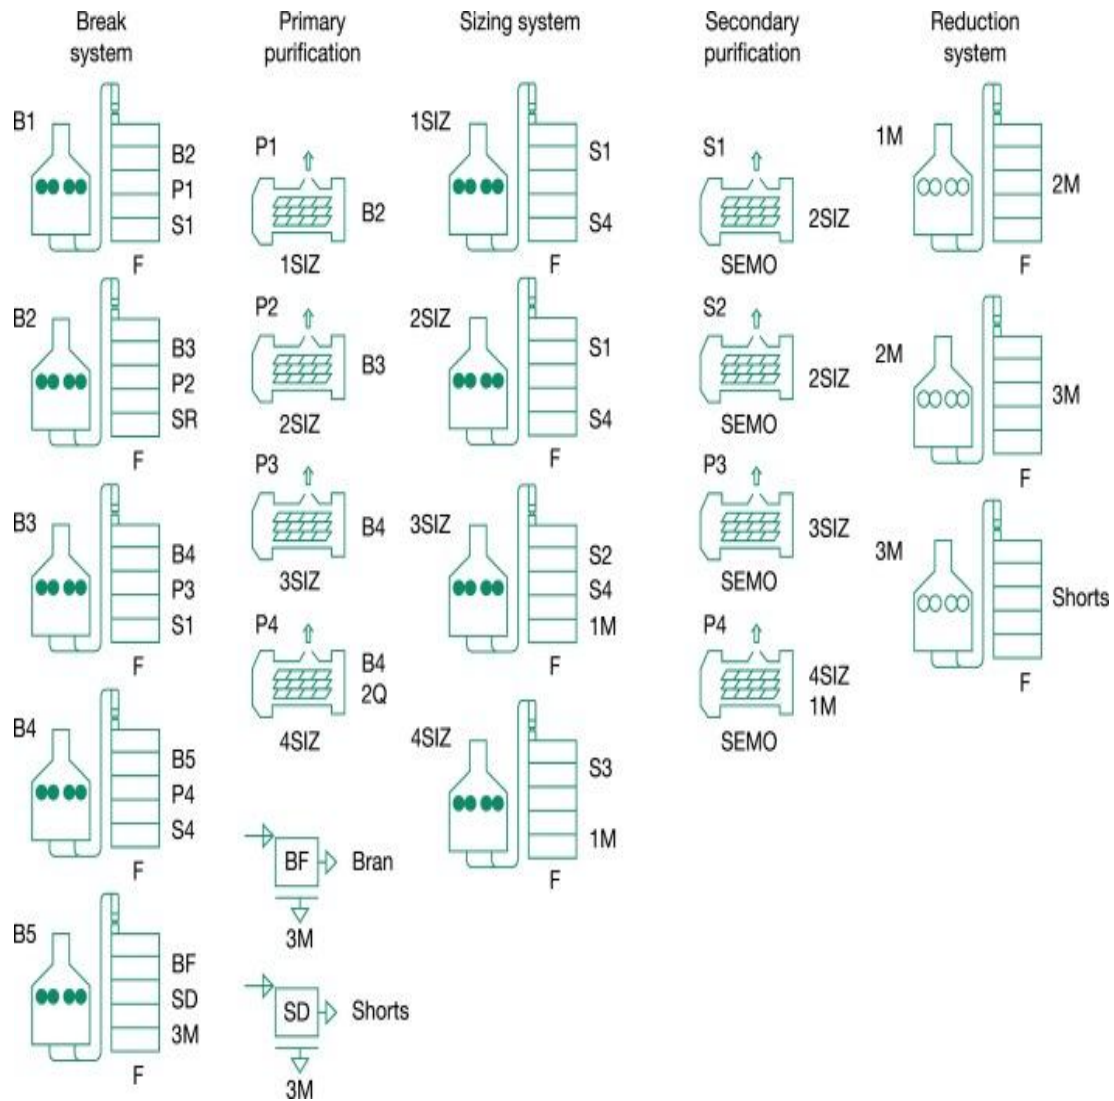 Break
system
B1
B2
P1
S1
F
B2
B3
P2
SR
F
B3
B4
P3
S1
F
B4
B5
P4
S4
F
B5
BF
SD
3M
F
Primary
purification
P1
B2
1SIZ
P2
B3
2SIZ
P3
B4
3SIZ
P4
B4
2Q
4SIZ
BF
Bran
3M
SD
Shorts
3M
Sizing system
1SIZ
S1
S4
F
2SIZ
S1
S4
F
3SIZ
S2
S4
1M
F
4SIZ
S3
1M
F
Secondary
purification
S1
2SIZ
SEMO
S2
2SIZ
SEMO
P3
3SIZ
SEMO
P4
4SIZ
1M
SEMO
Reduction
system
1M
2M
F
2M
3M
F
3M
Shorts
F